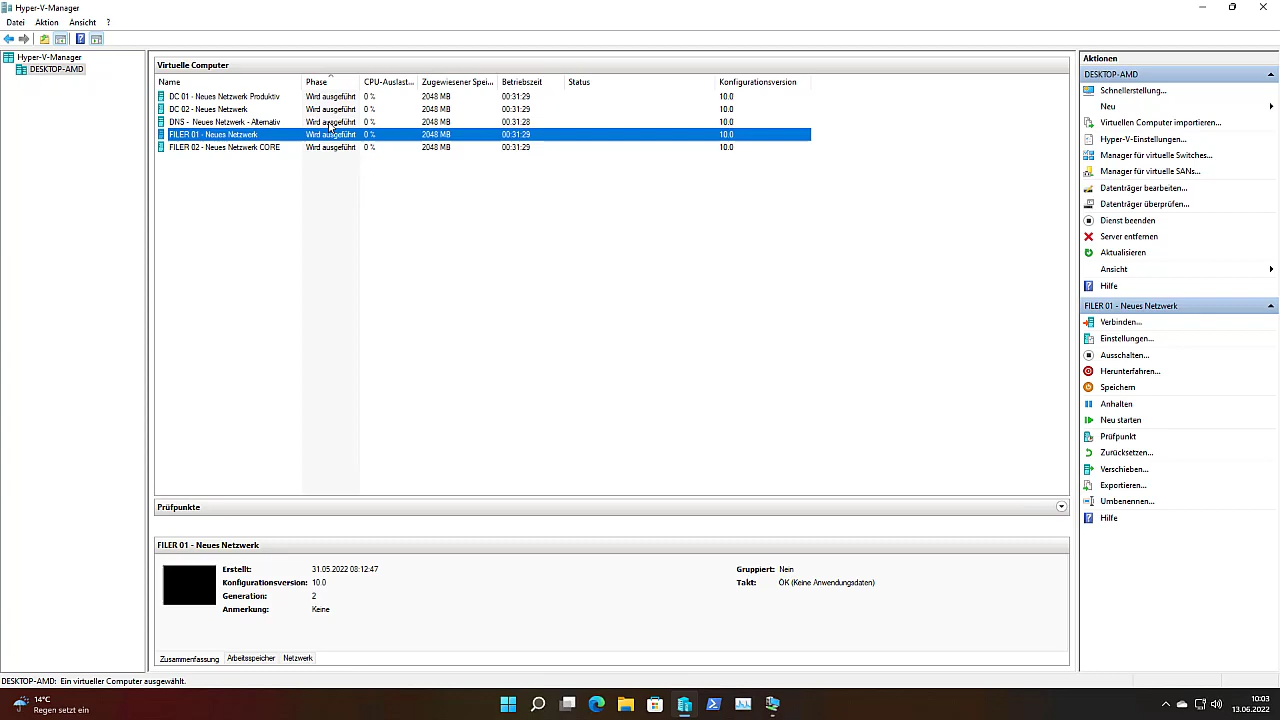 Hyper-V-Manager
Datei Aktion Ansicht ?
Hyper-V-Manager
DESKTOP-AMD
Virtuelle Computer
Name Phase CPU-Auslast... Zugewiesener Spei... Betriebszeit Status Konfigurationsversion
DC 01 - Neues Netzwerk Produktiv Wird ausgeführt 0 % 2048 MB 00:31:29 10.0
DC 02 - Neues Netzwerk Wird ausgeführt 0 % 2048 MB 00:31:29 10.0
DNS - Neues Netzwerk - Alternativ Wird ausgeführt 0 % 2048 MB 00:31:28 10.0
FILER 01 - Neues Netzwerk Wird ausgeführt 0 % 2048 MB 00:31:29 10.0
FILER 02 - Neues Netzwerk CORE Wird ausgeführt 0 % 2048 MB 00:31:29 10.0
Prüfpunkte
FILER 01 - Neues Netzwerk
Erstellt: 31.05.2022 08:12:47 Gruppiert: Nein
Konfigurationsversion: 10.0 Takt: OK (Keine Anwendungsdaten)
Generation: 2
Anmerkung: Keine
Zusammenfassung Arbeitsspeicher Netzwerk
Aktionen
DESKTOP-AMD
Schnellerstellung...
Neu
Virtuellen Computer importieren...
Hyper-V-Einstellungen...
Manager für virtuelle Switches...
Manager für virtuelle SANs...
Datenträger bearbeiten...
Datenträger überprüfen...
Dienst beenden
Server entfernen
Aktualisieren
Ansicht
Hilfe
FILER 01 - Neues Netzwerk
Verbinden...
Einstellungen...
Ausschalten...
Herunterfahren...
Speichern
Anhalten
Neu starten
Prüfpunkt
Zurücksetzen...
Verschieben...
Exportieren...
Umbenennen...
Hilfe
DESKTOP-AMD: Ein virtueller Computer ausgewählt.
14°C
Regen setzt ein
10:03
13.06.2022